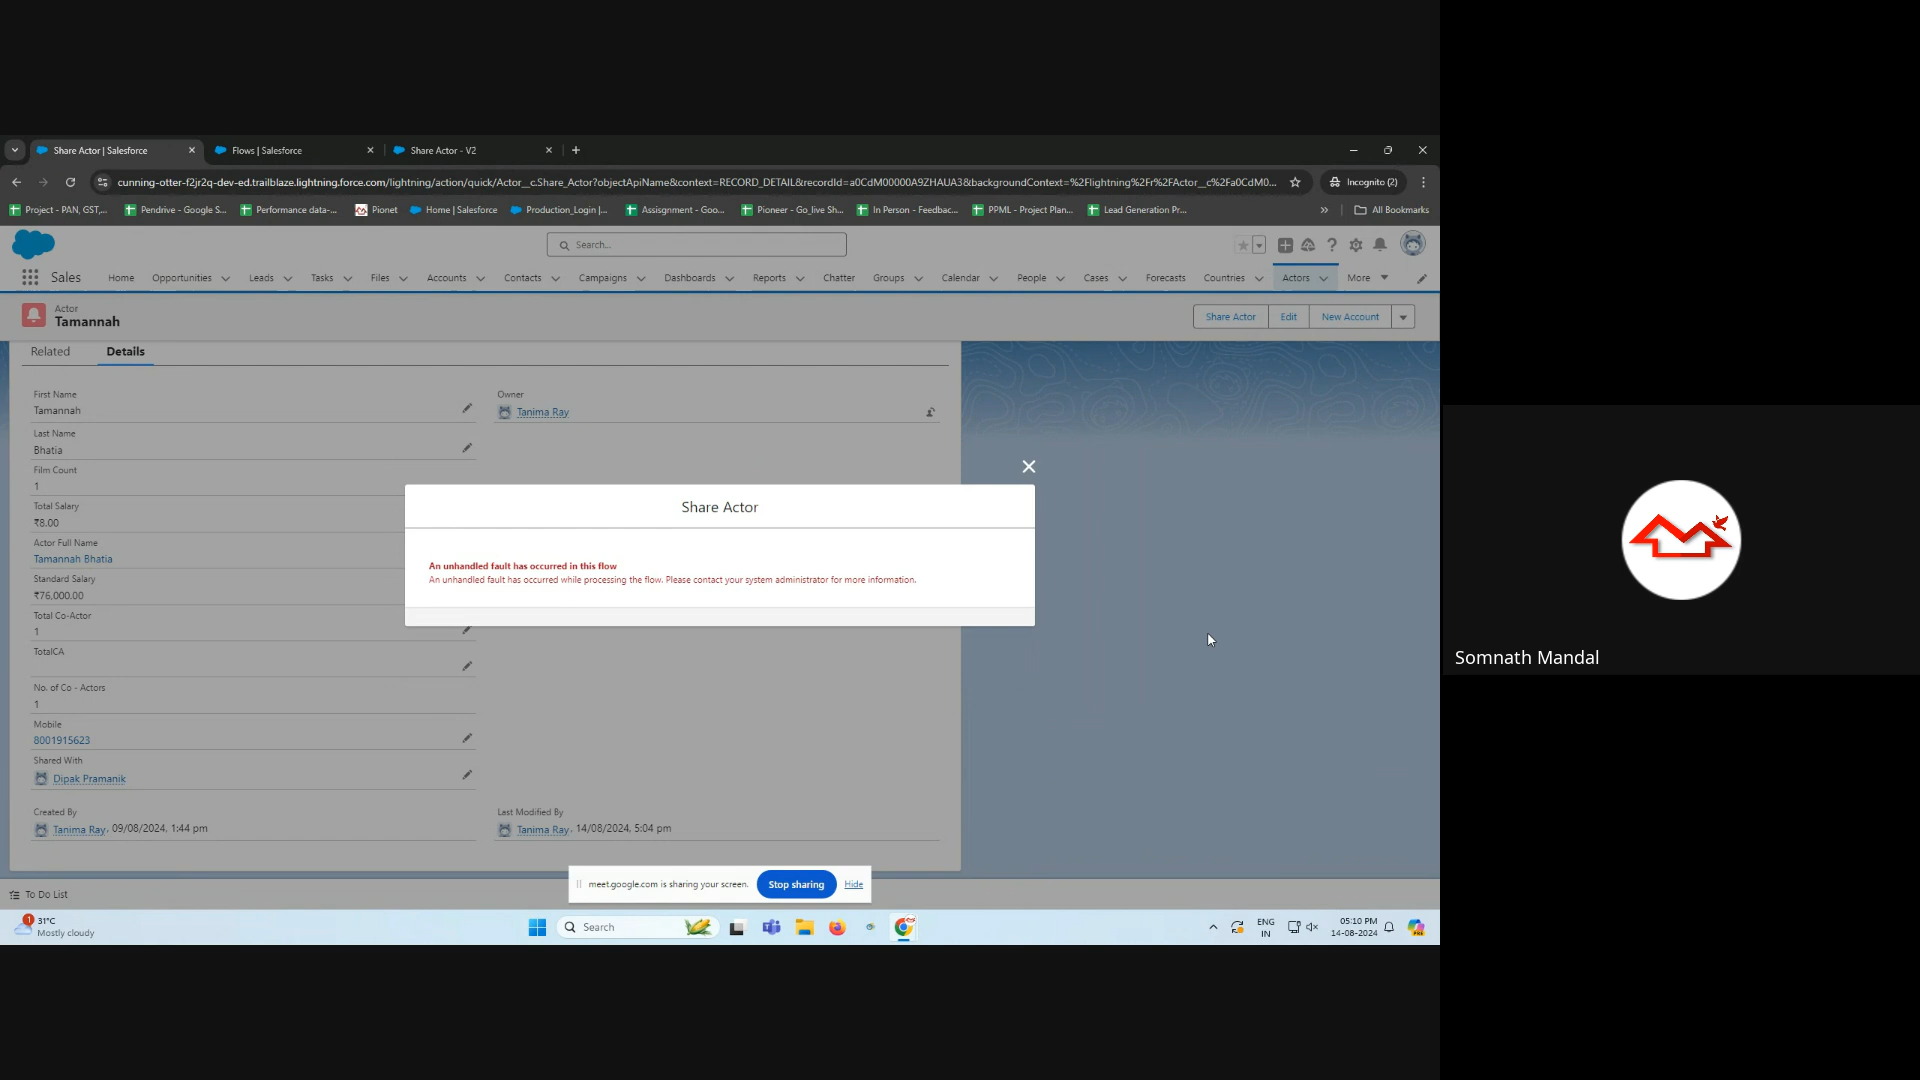 Share Actor | Salesforce
Flows | Salesforce
Share Actor - V2
cunning-otter-f2jr2q-dev-ed.trailblaze.lightning.force.com/lightning/action/quick/Actor__c.Share_Actor?objectApiName&context=RECORD_DETAIL&recordId=a0CdM00000A9ZHAUA3&backgroundContext=%2Flightning%2Fr%2FActor__c%2Fa0CdM0...
Incognito (2)
Project - PAN, GST,...
Pendrive - Google S...
Performance data-...
Pionet
Home | Salesforce
Production_Login |...
Assisgnment - Goo...
Pioneer - Go_live Sh...
In Person - Feedbac...
PPML - Project Plan...
Lead Generation Pr...
All Bookmarks
Search...
Sales
Home
Opportunities
Leads
Tasks
Files
Accounts
Contacts
Campaigns
Dashboards
Reports
Chatter
Groups
Calendar
People
Cases
Forecasts
Countries
Actors
More
Actor
Tamannah
Share Actor
Edit
New Account
Related
Details
First Name
Tamannah
Owner
Tanima Ray
Last Name
Bhatia
Film Count
1
Total Salary
₹8.00
Actor Full Name
Tamannah Bhatia
Standard Salary
₹76,000.00
Total Co-Actor
1
TotalCA
No. of Co - Actors
1
Mobile
8001915623
Shared With
Dipak Pramanik
Created By
Tanima Ray, 09/08/2024, 1:44 pm
Last Modified By
Tanima Ray, 14/08/2024, 5:04 pm
Share Actor
An unhandled fault has occurred in this flow
An unhandled fault has occurred while processing the flow. Please contact your system administrator for more information.
meet.google.com is sharing your screen.
Stop sharing
Hide
To Do List
1
31°C
Mostly cloudy
Search
ENG
IN
05:10 PM
14-08-2024
Somnath Mandal